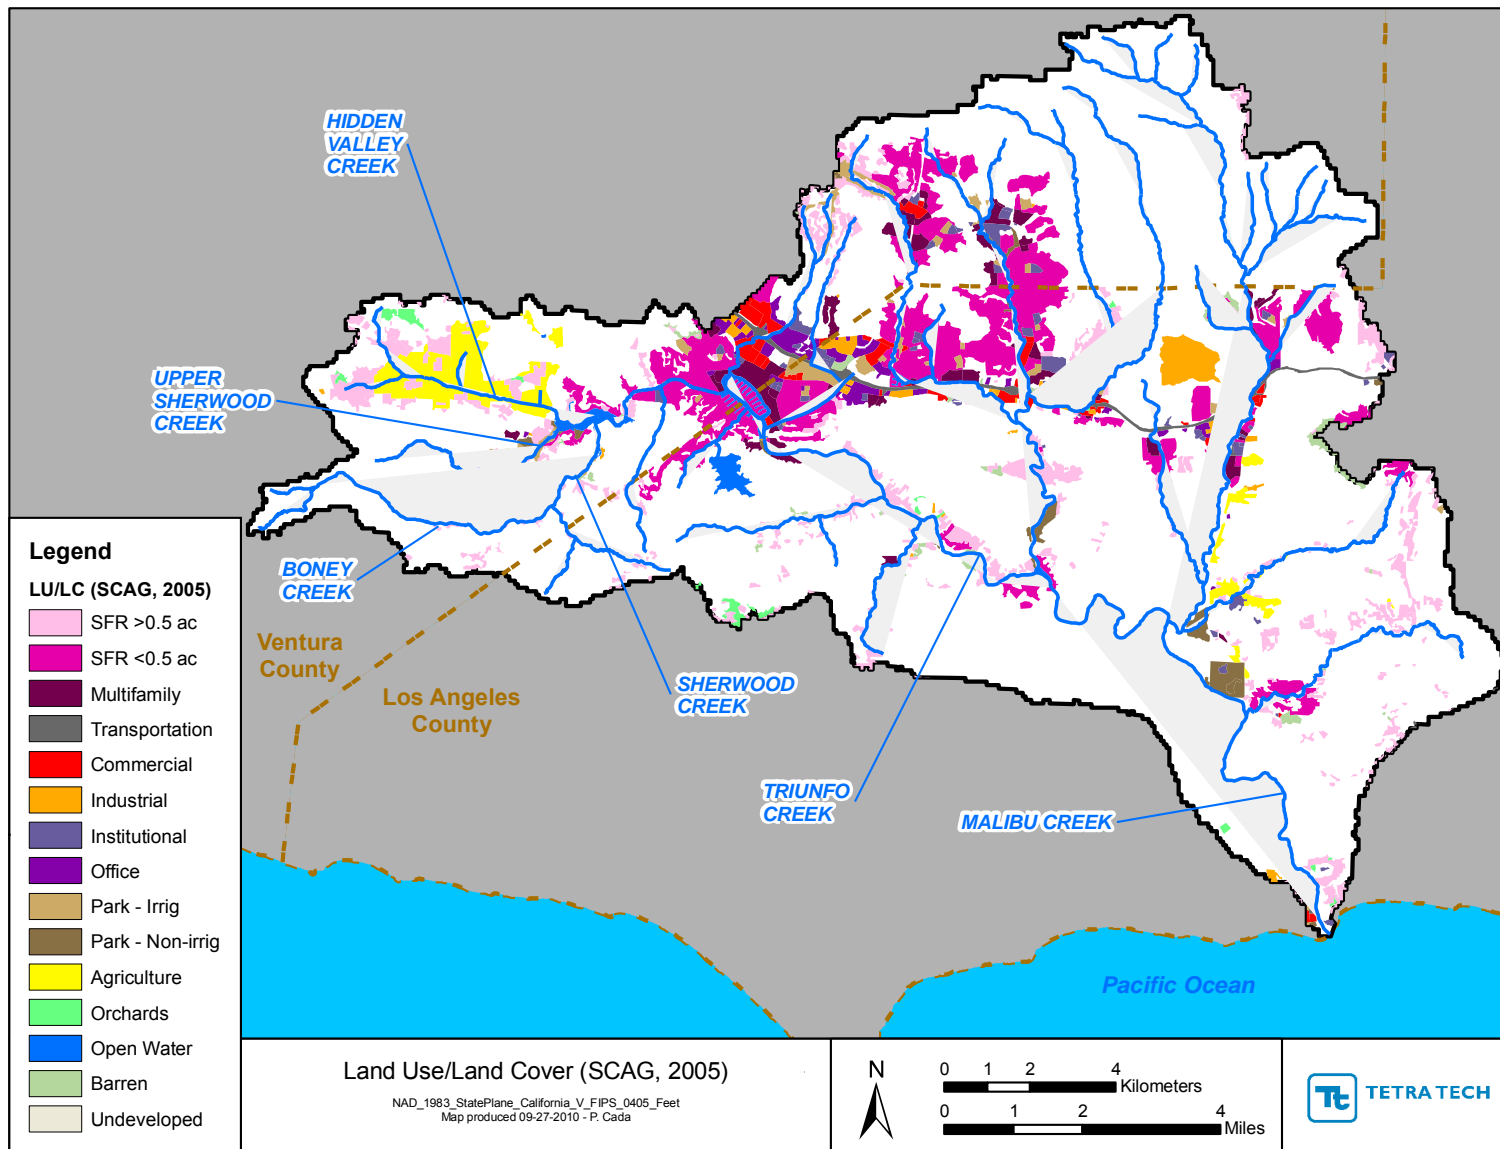 HIDDEN
VALLEY
CREEK
UPPER
SHERWOOD
CREEK
BONEY
CREEK
Ventura
County
Los Angeles
County
SHERWOOD
CREEK
TRIUNFO
CREEK
MALIBU CREEK
Pacific Ocean
Legend
LU/LC (SCAG, 2005)
SFR >0.5 ac
SFR <0.5 ac
Multifamily
Transportation
Commercial
Industrial
Institutional
Office
Park - Irrig
Park - Non-irrig
Agriculture
Orchards
Open Water
Barren
Undeveloped
Land Use/Land Cover (SCAG, 2005)
NAD_1983_StatePlane_California_V_FIPS_0405_Feet
Map produced 09-27-2010 - P. Cada
N
0 1 2 4
Kilometers
0 1 2 4
Miles
Tt TETRA TECH